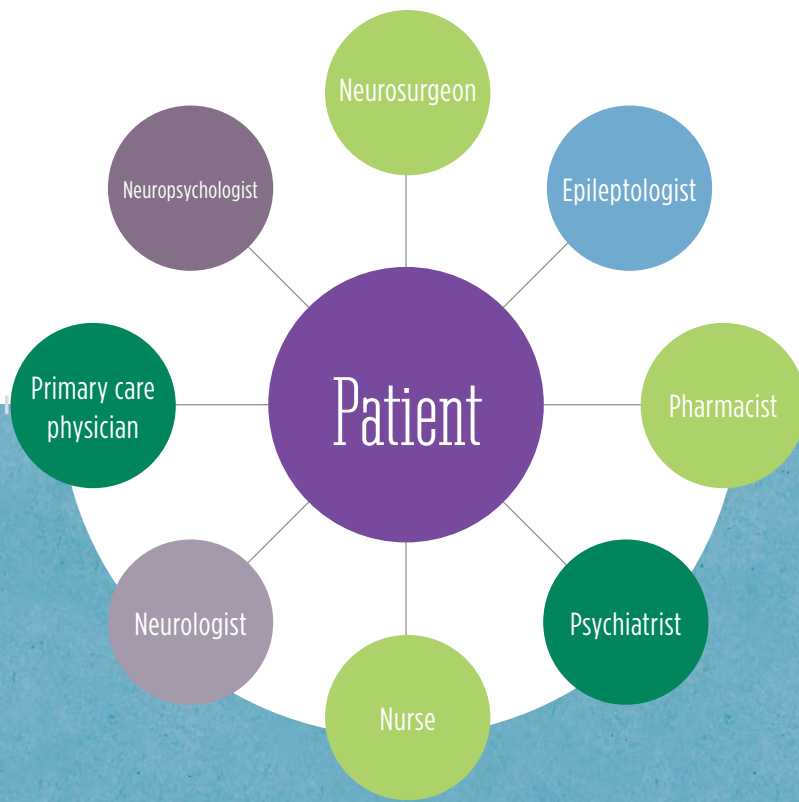 Neurosurgeon
Neuropsychologist
Epileptologist
Primary care
physician
Patient
Pharmacist
Neurologist
Psychiatrist
Nurse